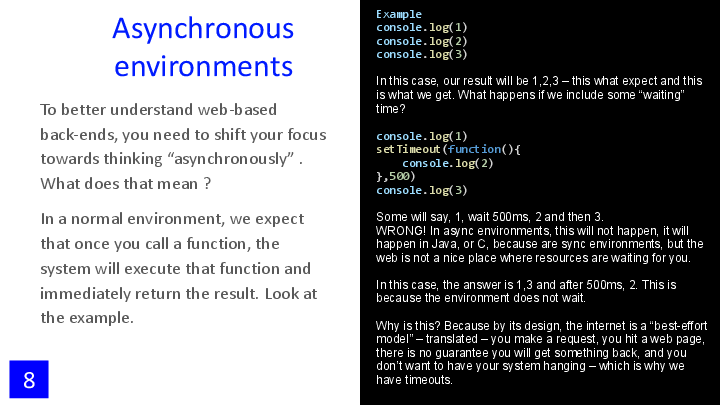 Asynchronous
environments
To better understand web-based
back-ends, you need to shift your focus
towards thinking “asynchronously” .
What does that mean ?
In a normal environment, we expect
that once you call a function, the
system will execute that function and
immediately return the result. Look at
the example.
8
Example
console.log(1)
console.log(2)
console.log(3)
In this case, our result will be 1,2,3 – this what expect and this
is what we get. What happens if we include some “waiting”
time?
console.log(1)
setTimeout(function(){
    console.log(2)
},500)
console.log(3)
Some will say, 1, wait 500ms, 2 and then 3.
WRONG! In async environments, this will not happen, it will
happen in Java, or C, because are sync environments, but the
web is not a nice place where resources are waiting for you.
In this case, the answer is 1,3 and after 500ms, 2. This is
because the environment does not wait.
Why is this? Because by its design, the internet is a “best-effort
model” – translated – you make a request, you hit a web page,
there is no guarantee you will get something back, and you
don’t want to have your system hanging – which is why we
have timeouts.